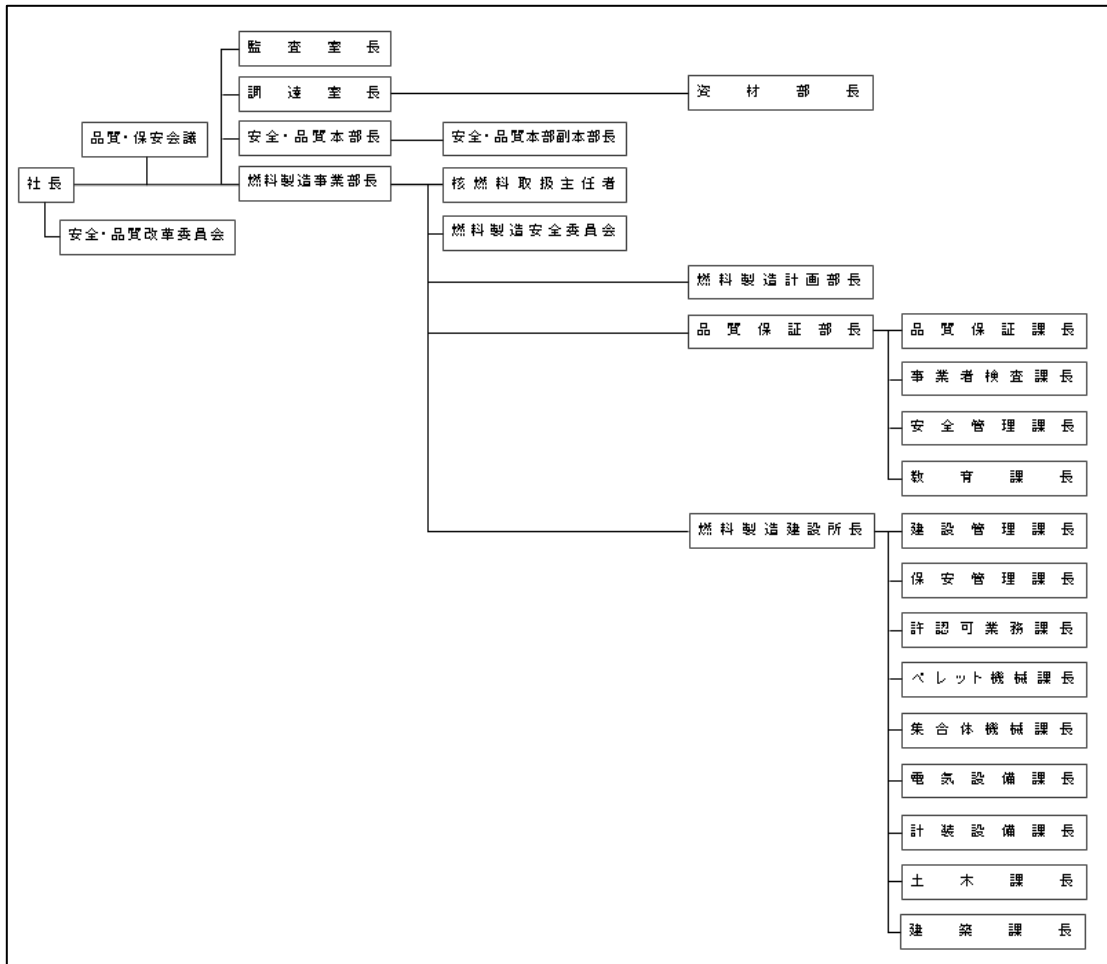 監査室長
調達室長
資材部長
品質・保安会議
安全・品質本部長
安全・品質本部副本部長
社長
燃料製造事業部長
核燃料取扱主任者
安全・品質改革委員会
燃料製造安全委員会
燃料製造計画部長
品質保証部長
品質保証課長
事業者検査課長
安全管理課長
教育課長
燃料製造建設所長
建設管理課長
保安管理課長
許認可業務課長
ペレット機械課長
集合体機械課長
電気設備課長
計装設備課長
土木課長
建築課長